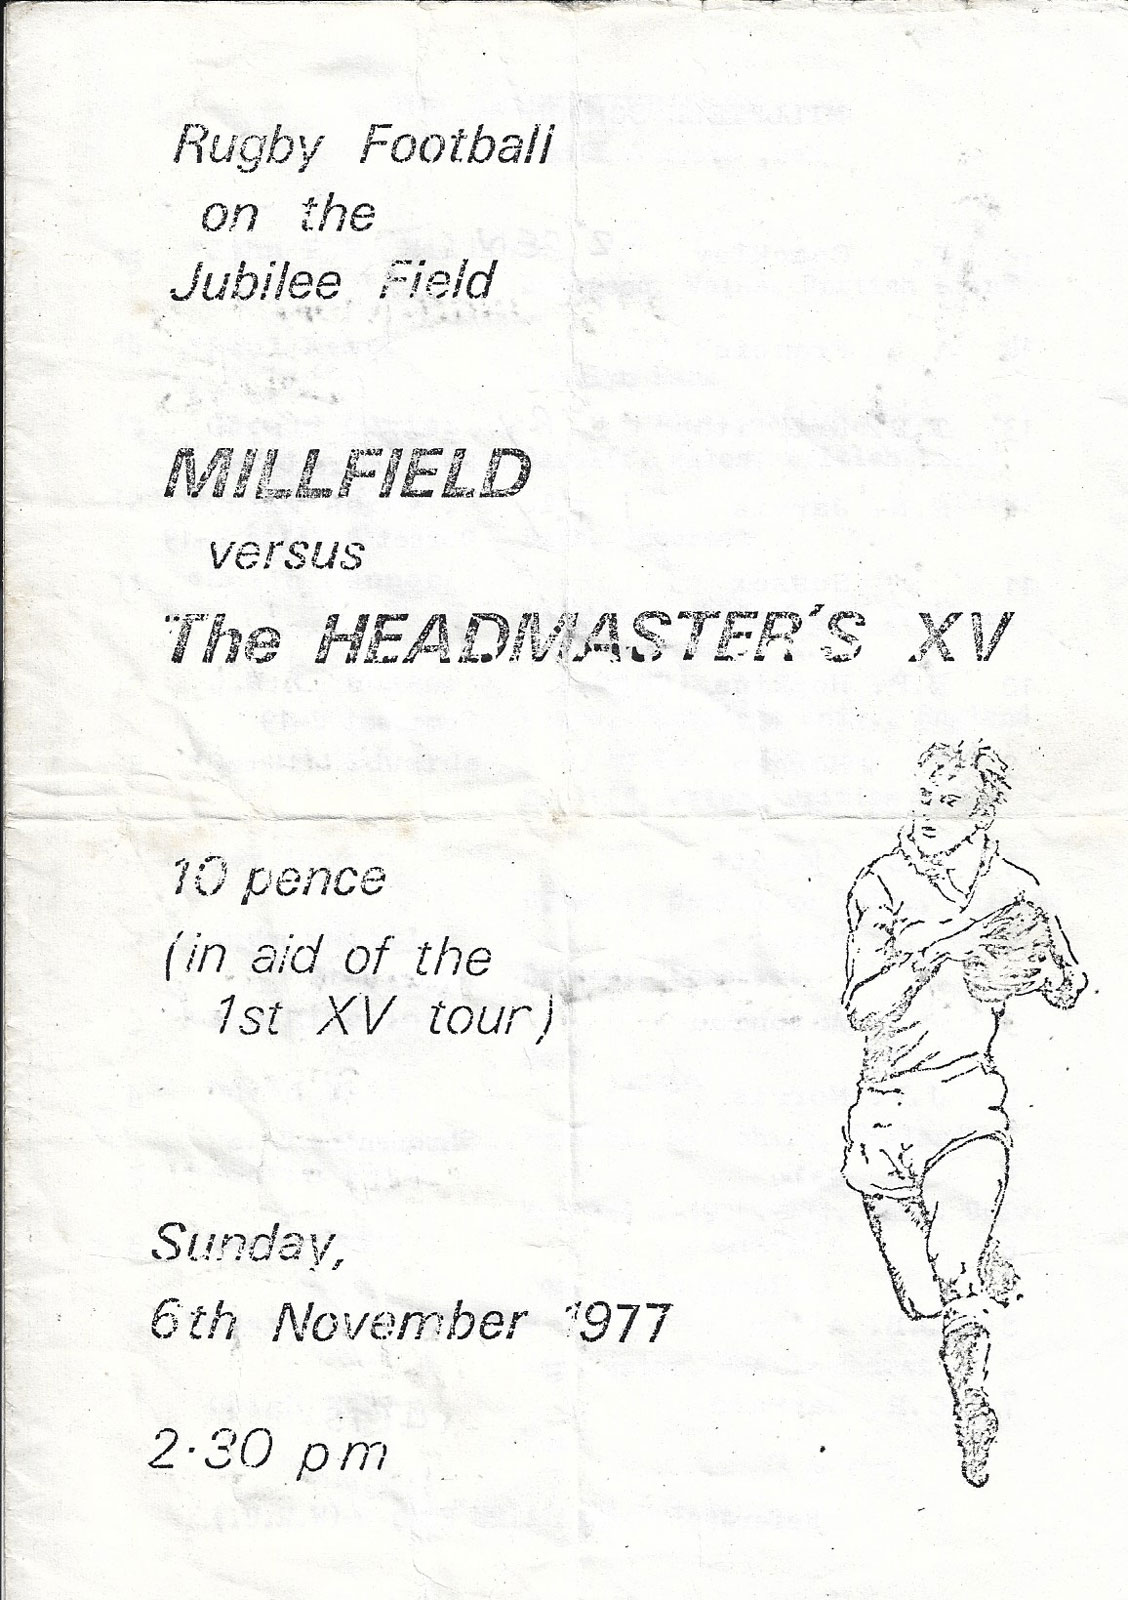 Rugby Football
on the
Jubilee Field
MILLFIELD
versus
The HEADMASTER'S XV
10 pence
(in aid of the
1st XV tour)
Sunday,
6th November 1977
2·30 pm